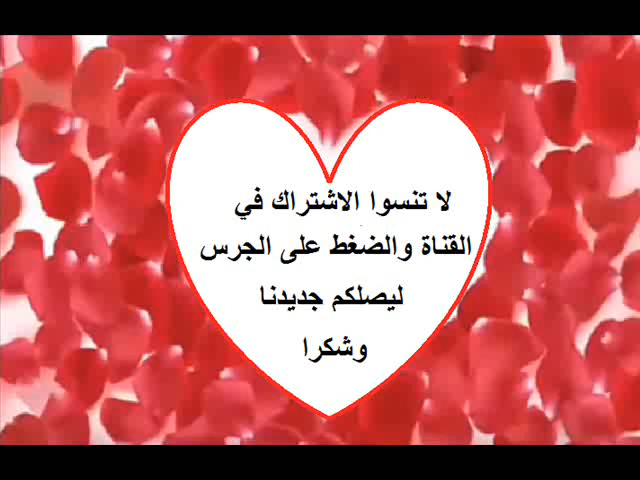 لا تنسوا الاشتراك في
القناة والضغط على الجرس
ليصلكم جديدنا
وشكرا